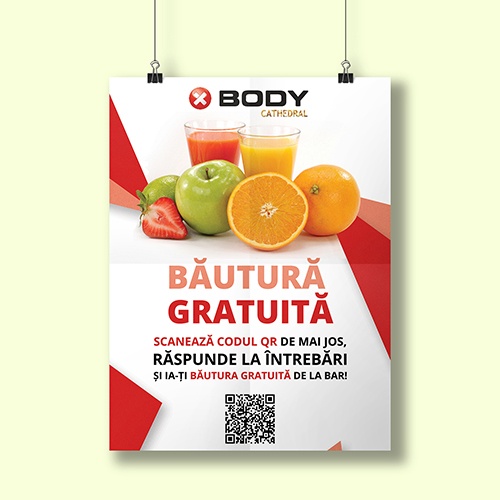 X BODY
CATHEDRAL
BĂUTURĂ
GRATUITĂ
SCANEAZĂ CODUL QR DE MAI JOS,
RĂSPUNDE LA ÎNTREBĂRI
ȘI IA-ȚI BĂUTURA GRATUITĂ DE LA BAR!